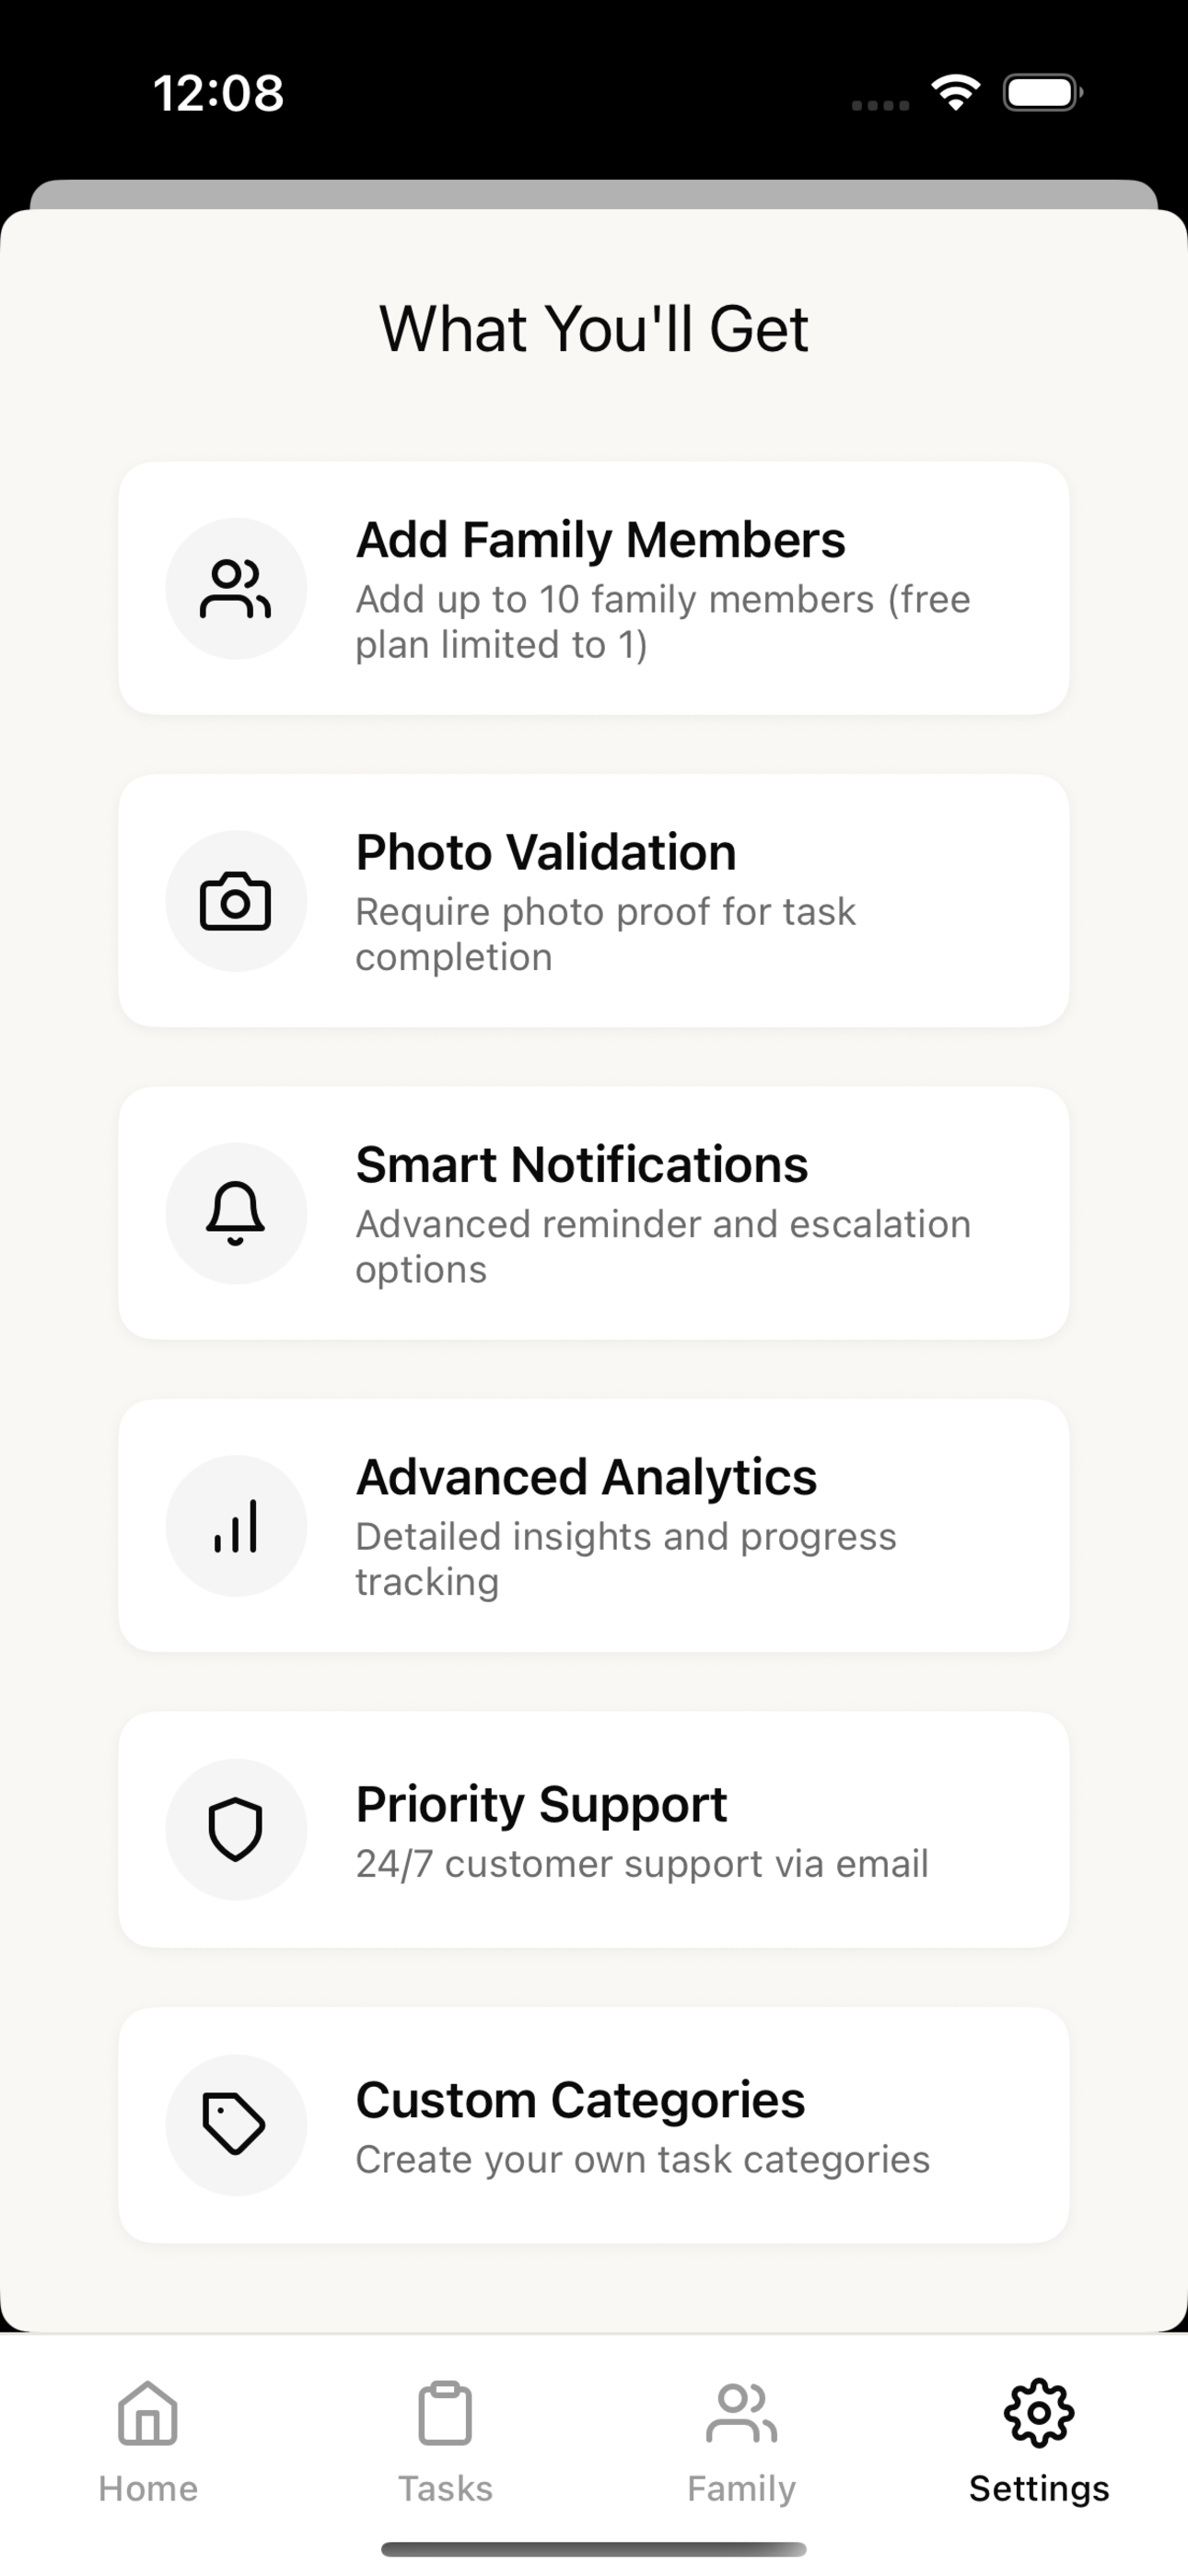 12:08
What You'll Get
Add Family Members
Add up to 10 family members (free
plan limited to 1)
Photo Validation
Require photo proof for task
completion
Smart Notifications
Advanced reminder and escalation
options
Advanced Analytics
Detailed insights and progress
tracking
Priority Support
24/7 customer support via email
Custom Categories
Create your own task categories
Home
Tasks
Family
Settings